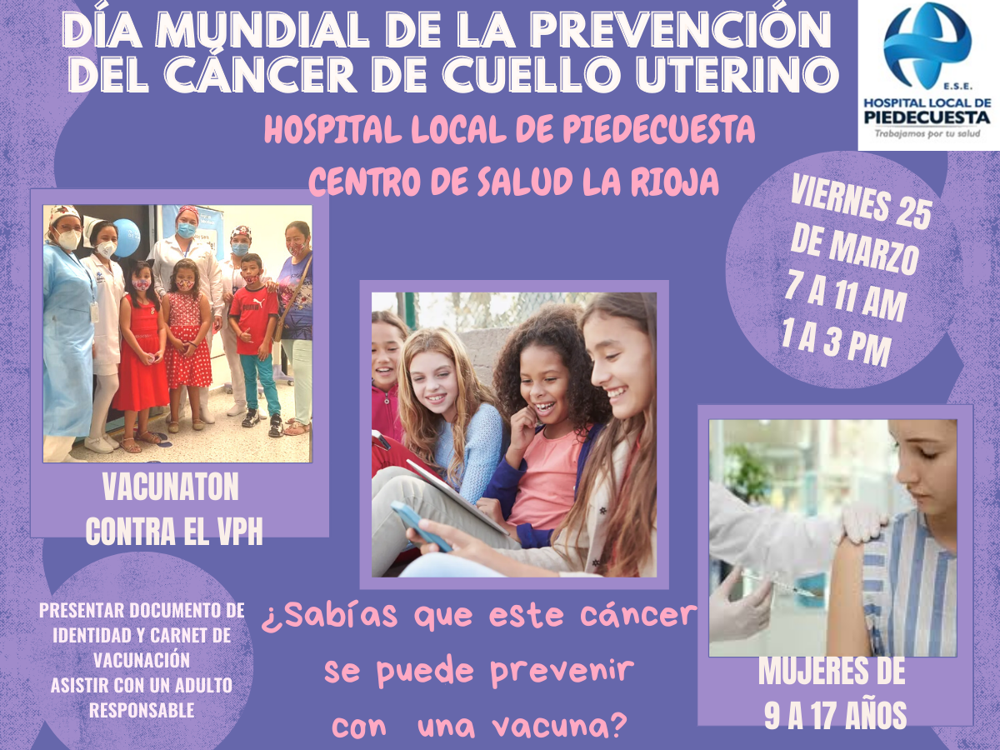 DÍA MUNDIAL DE LA PREVENCIÓN
DEL CÁNCER DE CUELLO UTERINO
E.S.E.
HOSPITAL LOCAL DE
PIEDECUESTA
Trabajamos por tu salud
HOSPITAL LOCAL DE PIEDECUESTA
CENTRO DE SALUD LA RIOJA
VIERNES 25
DE MARZO
7 A 11 AM
1 A 3 PM
VACUNATON
CONTRA EL VPH
PRESENTAR DOCUMENTO DE
IDENTIDAD Y CARNET DE
VACUNACIÓN
ASISTIR CON UN ADULTO
RESPONSABLE
¿Sabías que este cáncer
se puede prevenir
con una vacuna?
MUJERES DE
9 A 17 AÑOS